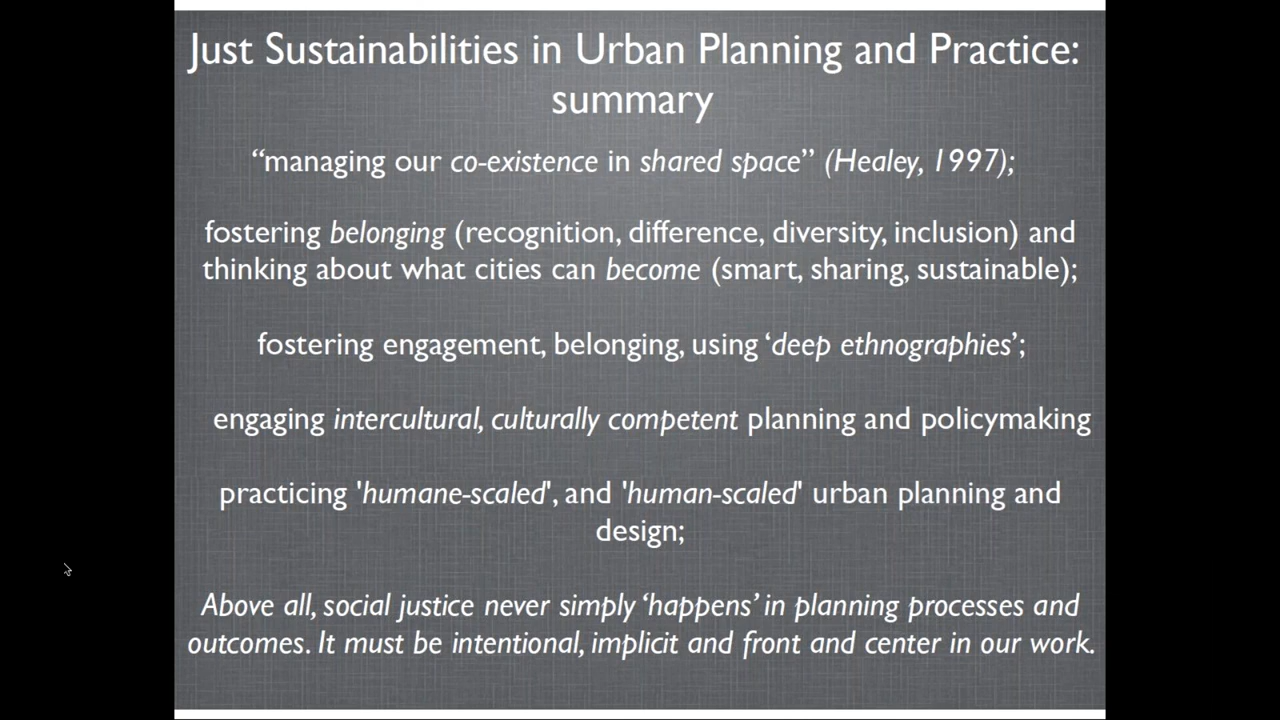 Just Sustainabilities in Urban Planning and Practice:
summary
“managing our co-existence in shared space” (Healey, 1997);
fostering belonging (recognition, difference, diversity, inclusion) and
thinking about what cities can become (smart, sharing, sustainable);
fostering engagement, belonging, using ‘deep ethnographies’;
engaging intercultural, culturally competent planning and policymaking
practicing 'humane-scaled', and 'human-scaled' urban planning and
design;
Above all, social justice never simply ‘happens’ in planning processes and
outcomes. It must be intentional, implicit and front and center in our work.